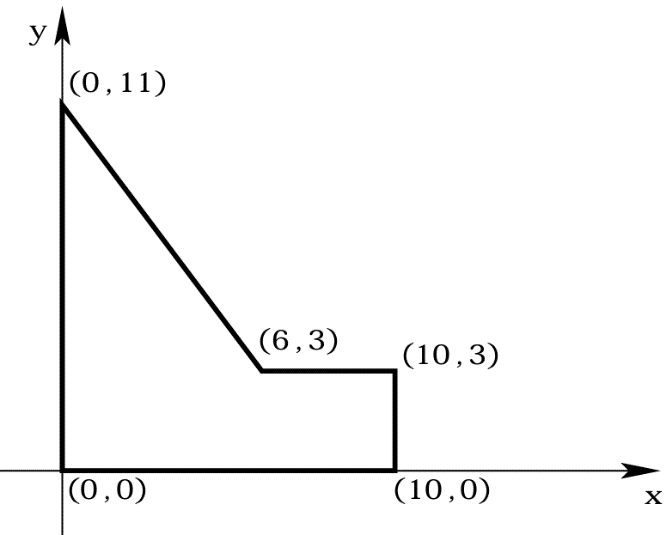 y
(0,11)
(6,3)
(10,3)
(0,0)
(10,0)
x